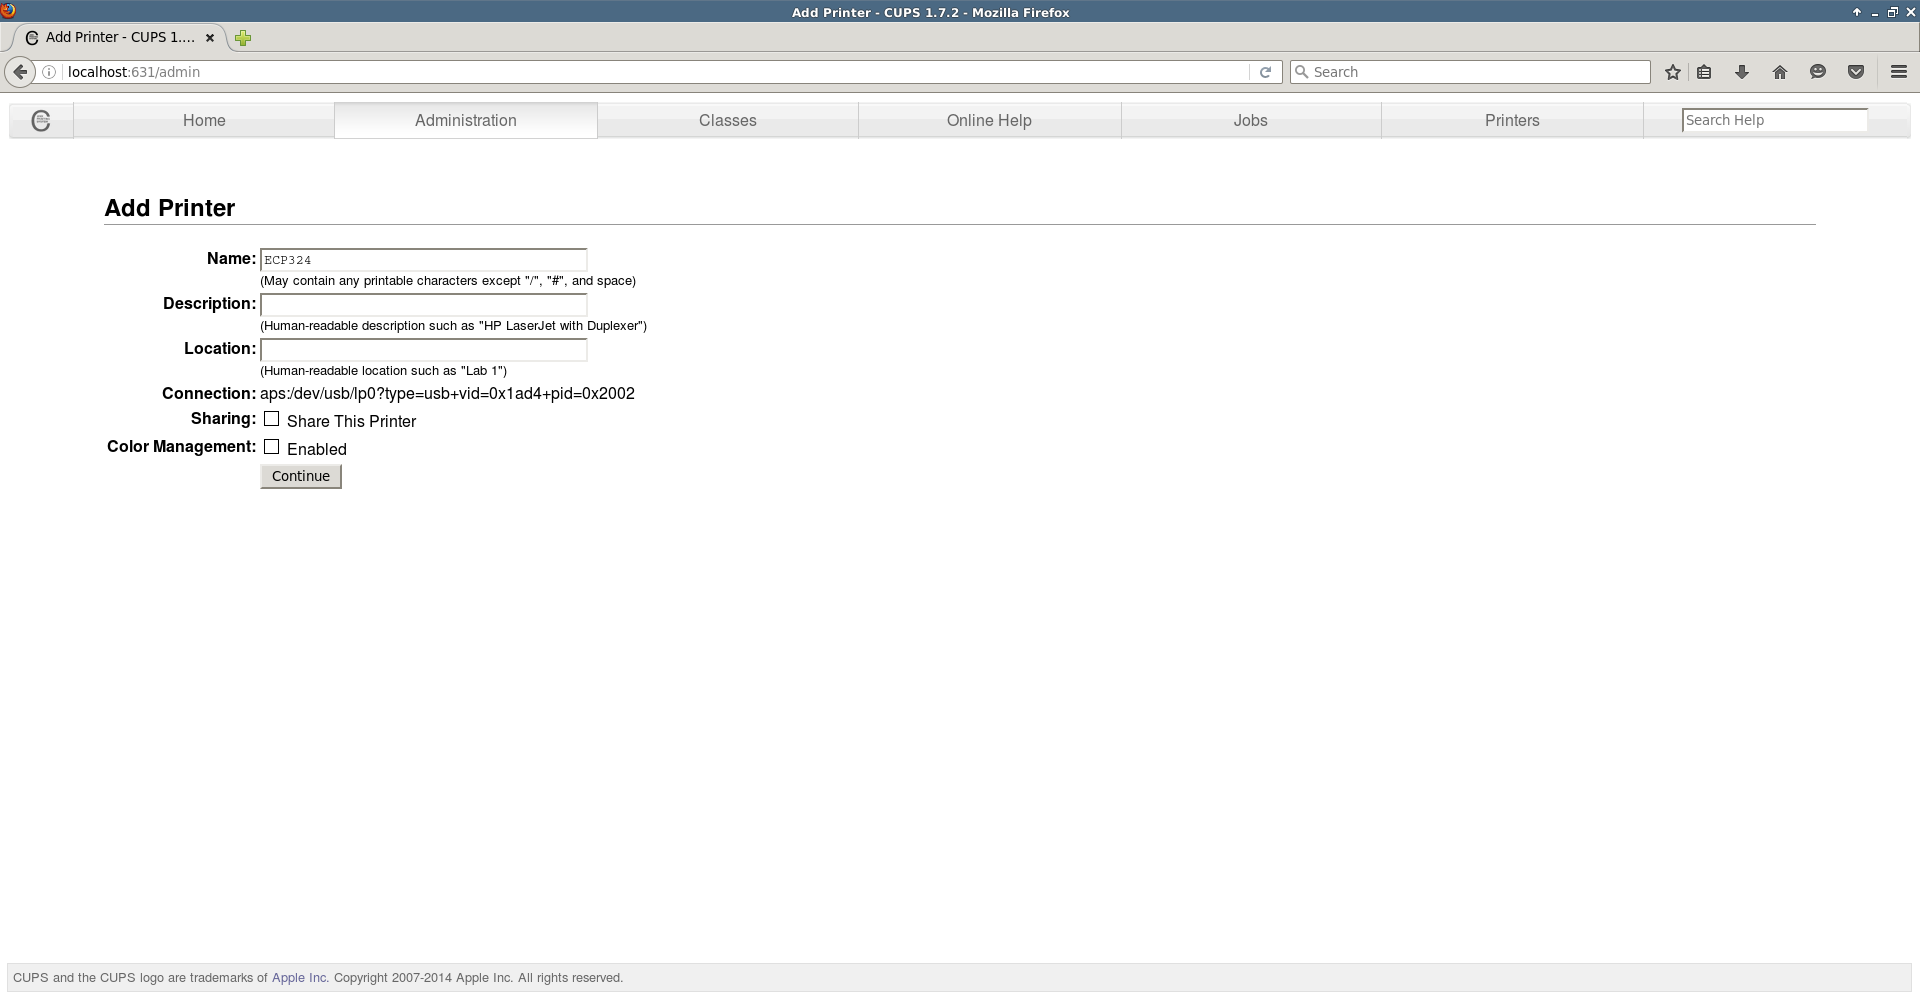 Add Printer - CUPS 1.7.2 - Mozilla Firefox
Add Printer - CUPS 1....
localhost:631/admin
Search
Home Administration Classes Online Help Jobs Printers Search Help
Add Printer
Name: ECP324
(May contain any printable characters except "/", "#", and space)
Description:
(Human-readable description such as "HP LaserJet with Duplexer")
Location:
(Human-readable location such as "Lab 1")
Connection: aps:/dev/usb/lp0?type=usb+vid=0x1ad4+pid=0x2002
Sharing: Share This Printer
Color Management: Enabled
Continue
CUPS and the CUPS logo are trademarks of Apple Inc. Copyright 2007-2014 Apple Inc. All rights reserved.